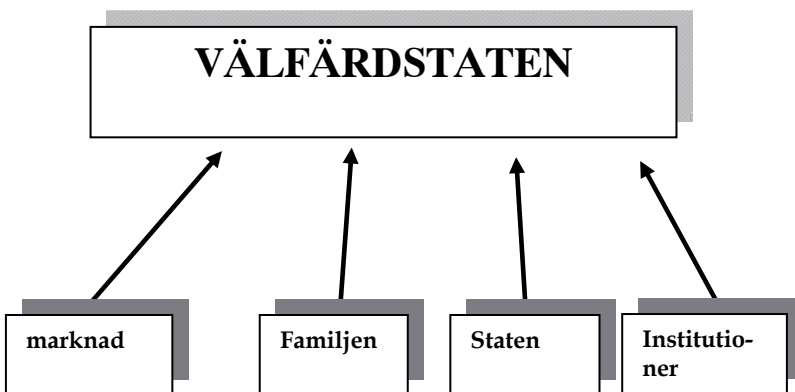 VÄLFÄRDSTATEN
marknad
Familjen
Staten
Institutio-
ner